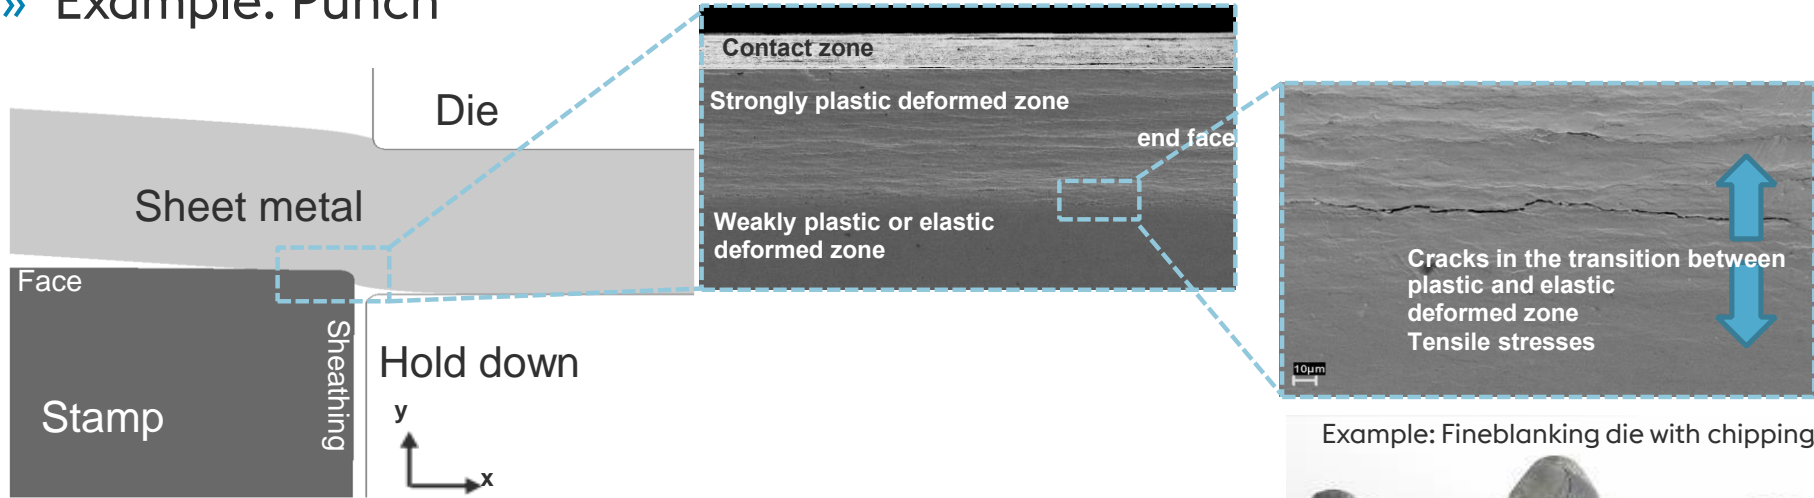 » Example: Punch
Die
Sheet metal
Face
Sheathing
Stamp
Hold down
y
x
Contact zone
Strongly plastic deformed zone
end face
Weakly plastic or elastic
deformed zone
Cracks in the transition between
plastic and elastic
deformed zone
Tensile stresses
10µm
Example: Fineblanking die with chipping